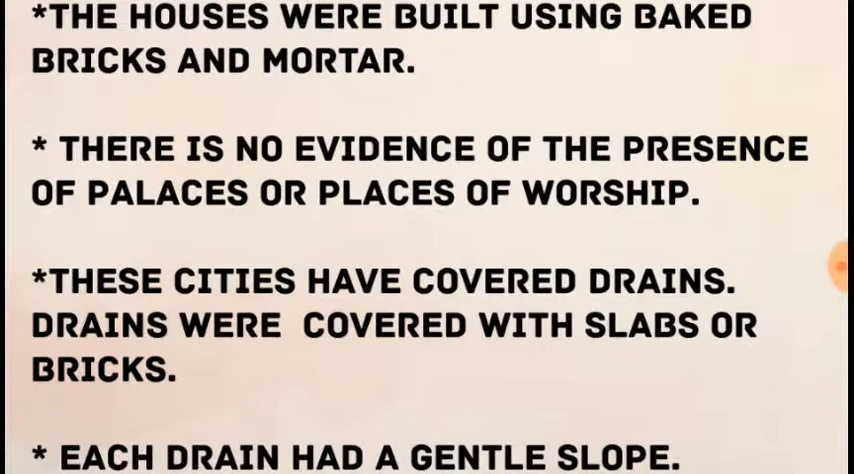 *THE HOUSES WERE BUILT USING BAKED
BRICKS AND MORTAR.
* THERE IS NO EVIDENCE OF THE PRESENCE
OF PALACES OR PLACES OF WORSHIP.
*THESE CITIES HAVE COVERED DRAINS.
DRAINS WERE COVERED WITH SLABS OR
BRICKS.
* EACH DRAIN HAD A GENTLE SLOPE.